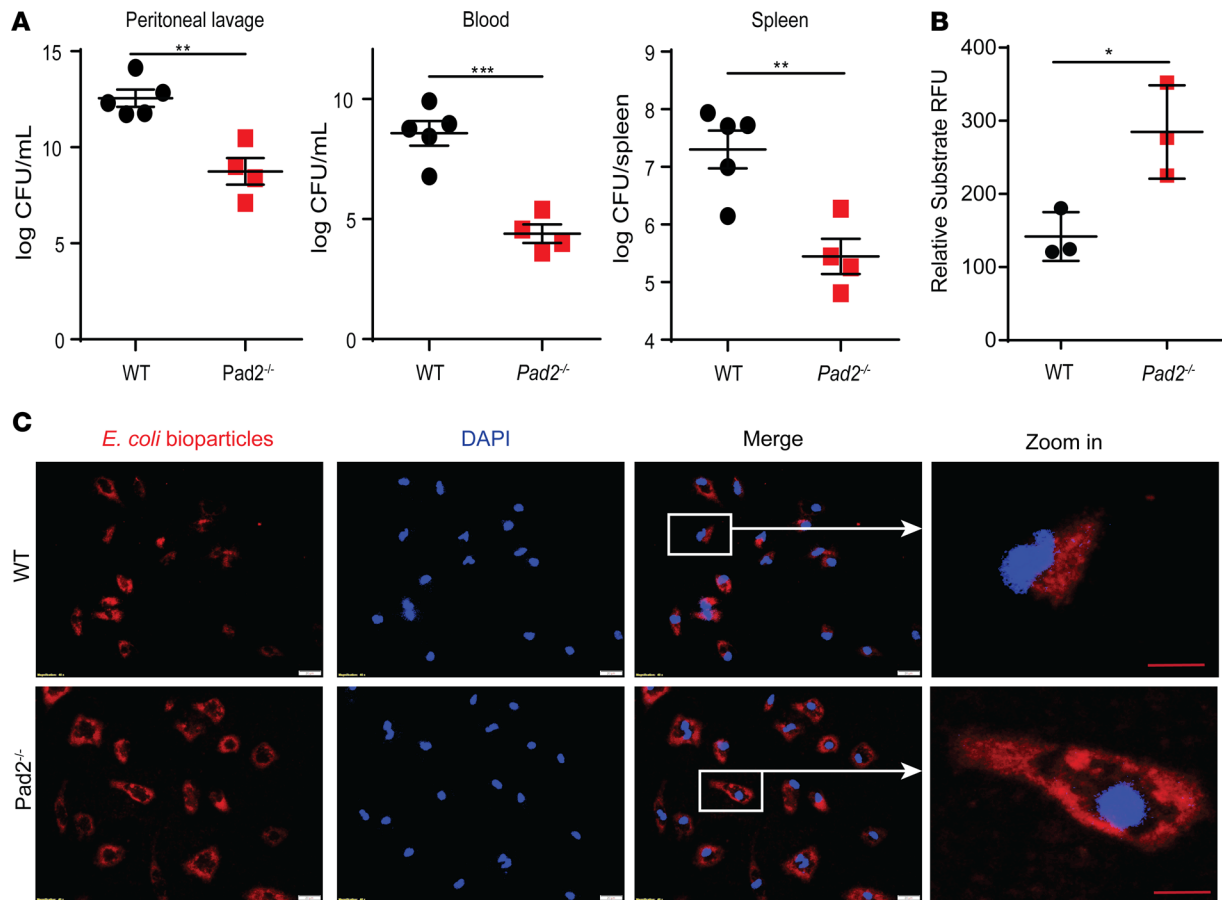 A
Peritoneal lavage
Blood
Spleen
B
**
***
**
*
log CFU/mL
15
10
5
0
WT
Pad2-/-
log CFU/mL
10
5
0
WT
Pad2-/-
log CFU/spleen
9
8
7
6
5
4
WT
Pad2-/-
Relative Substrate RFU
400
300
200
100
0
WT
Pad2-/-
C
E. coli bioparticles
DAPI
Merge
Zoom in
WT
Pad2-/-